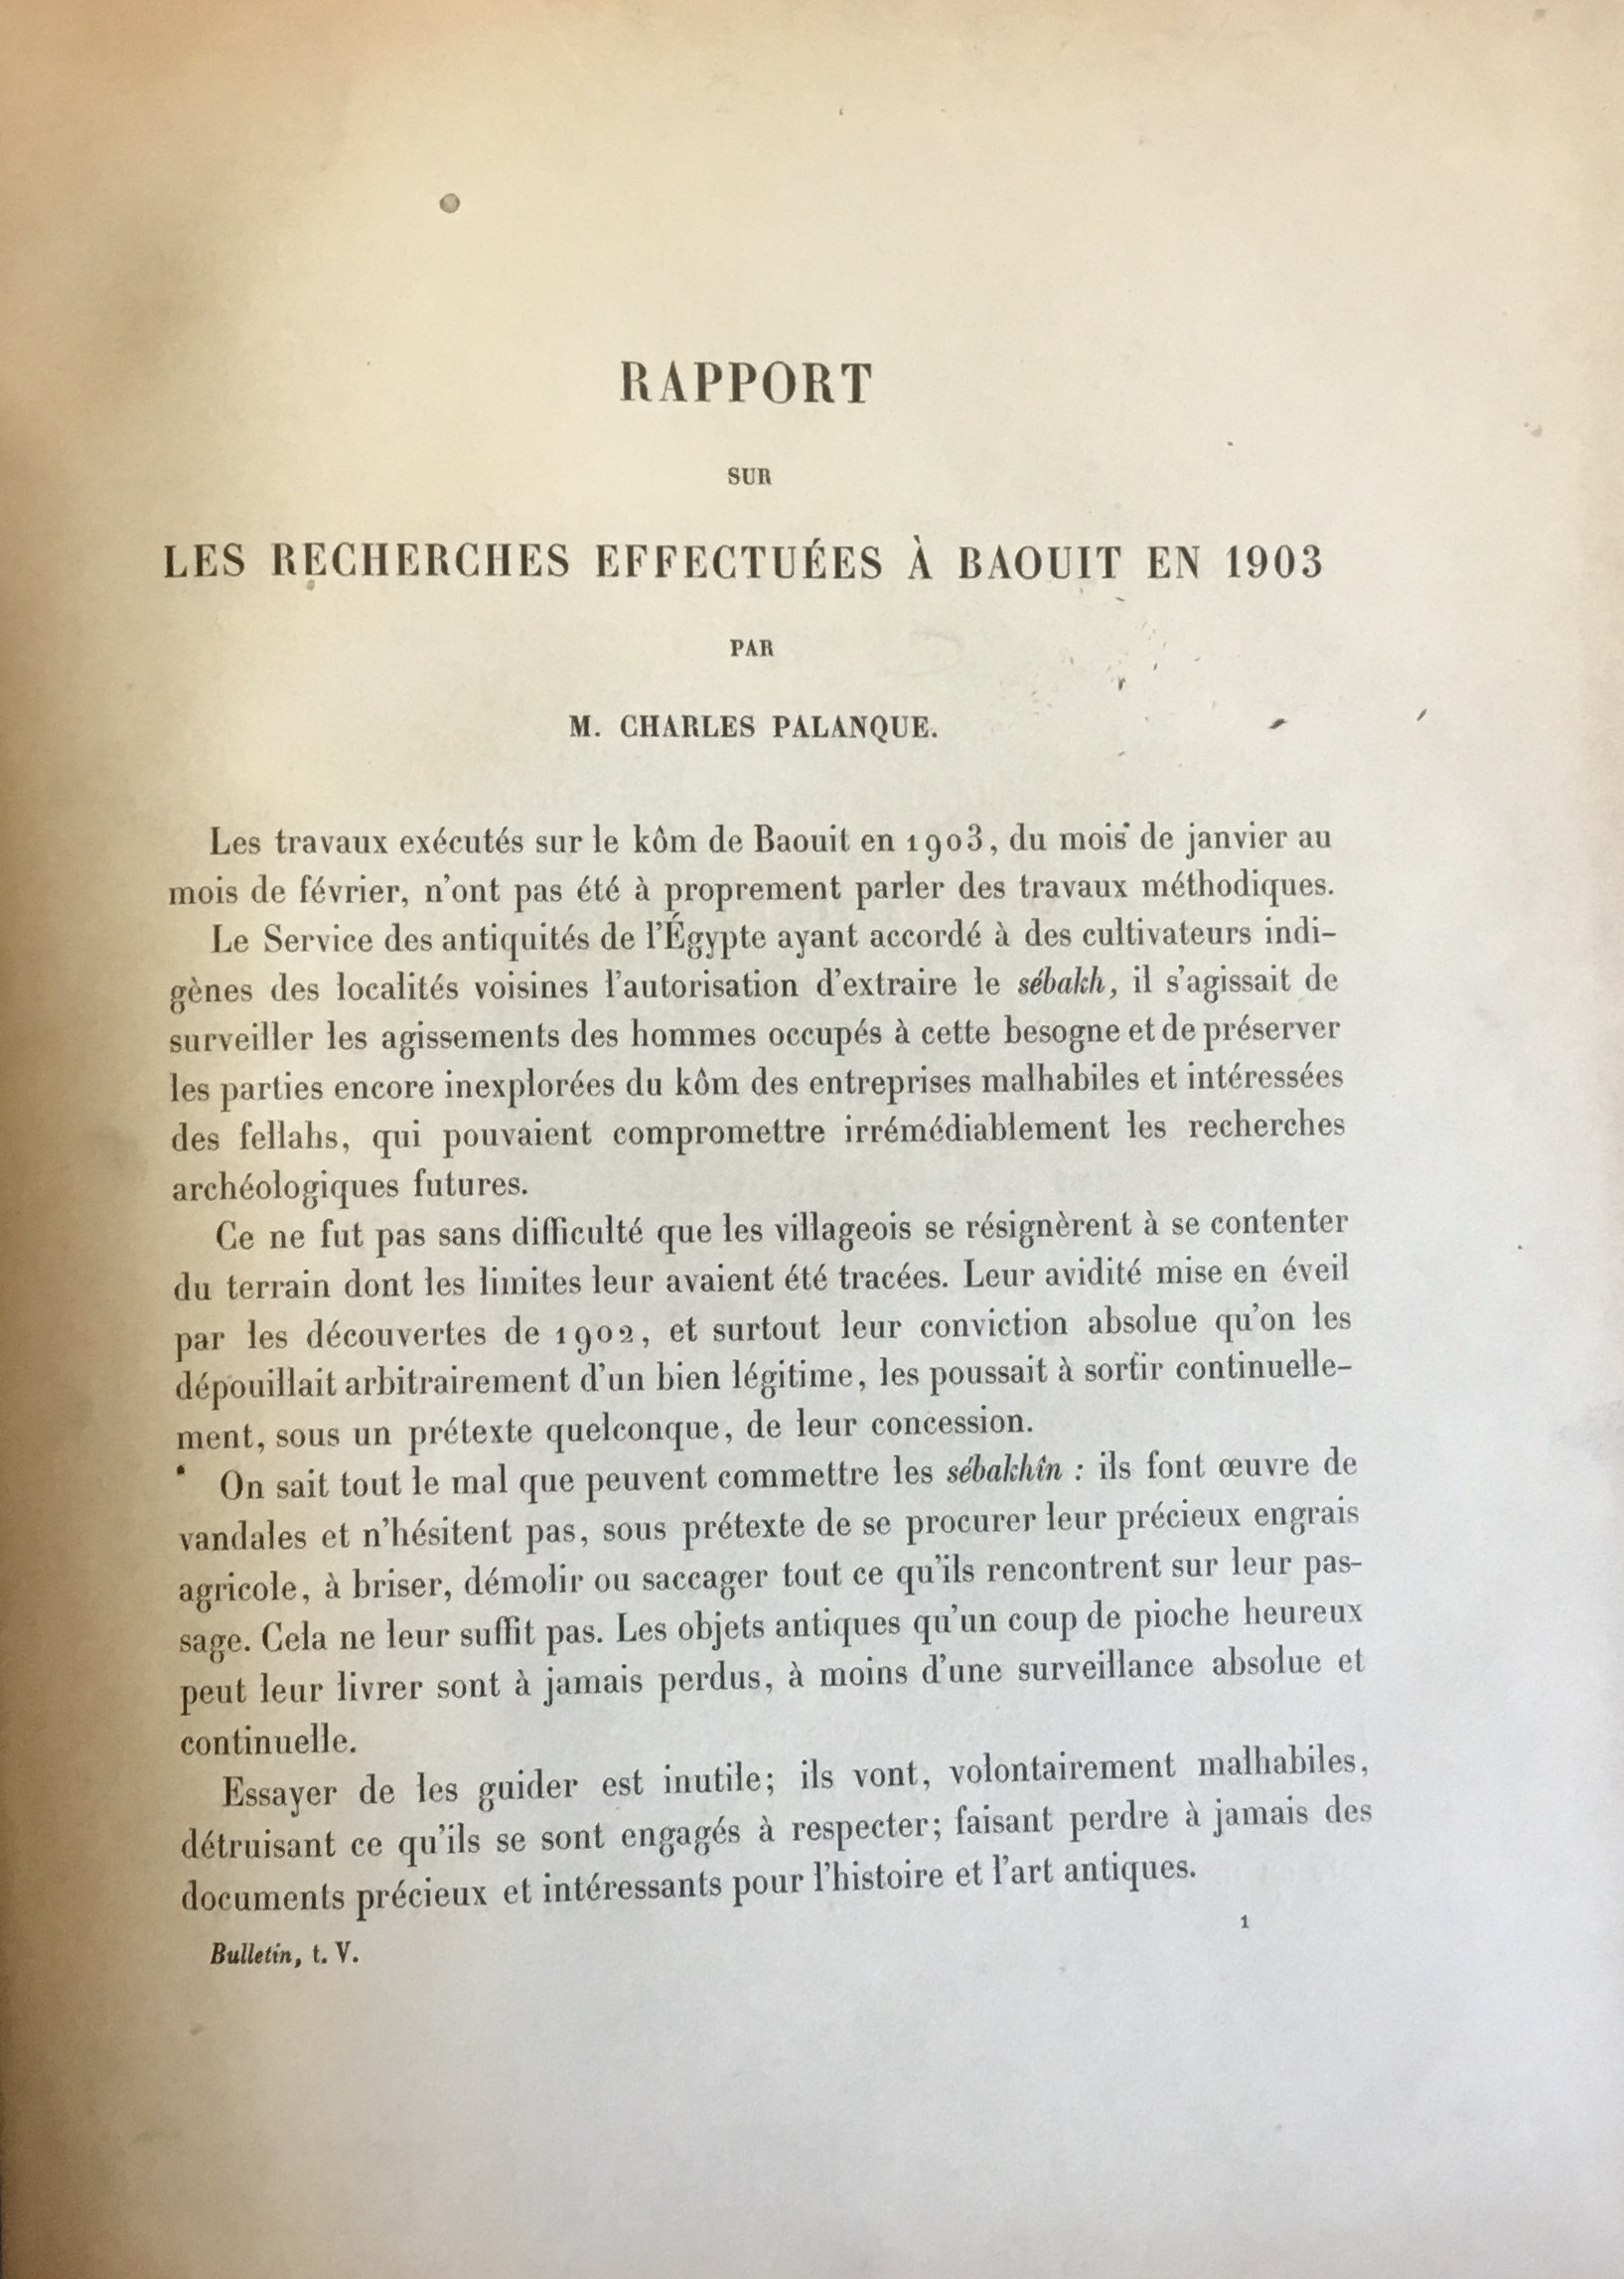 RAPPORT
SUR
LES RECHERCHES EFFECTUÉES À BAOUIT EN 1903
PAR
M. CHARLES PALANQUE.
Les travaux exécutés sur le kôm de Baouit en 1903, du mois de janvier au
mois de février, n'ont pas été à proprement parler des travaux méthodiques.
Le Service des antiquités de l'Égypte ayant accordé à des cultivateurs indi-
gènes des localités voisines l'autorisation d'extraire le sébakh, il s'agissait de
surveiller les agissements des hommes occupés à cette besogne et de préserver
les parties encore inexplorées du kôm des entreprises malhabiles et intéressées
des fellahs, qui pouvaient compromettre irrémédiablement les recherches
archéologiques futures.
Ce ne fut pas sans difficulté que les villageois se résignèrent à se contenter
du terrain dont les limites leur avaient été tracées. Leur avidité mise en éveil
par les découvertes de 1902, et surtout leur conviction absolue qu'on les
dépouillait arbitrairement d'un bien légitime, les poussait à sortir continuelle-
ment, sous un prétexte quelconque, de leur concession.
On sait tout le mal que peuvent commettre les sébakhîn : ils font œuvre de
vandales et n'hésitent pas, sous prétexte de se procurer leur précieux engrais
agricole, à briser, démolir ou saccager tout ce qu'ils rencontrent sur leur pas-
sage. Cela ne leur suffit pas. Les objets antiques qu'un coup de pioche heureux
peut leur livrer sont à jamais perdus, à moins d'une surveillance absolue et
continuelle.
Essayer de les guider est inutile; ils vont, volontairement malhabiles,
détruisant ce qu'ils se sont engagés à respecter; faisant perdre à jamais des
documents précieux et intéressants pour l'histoire et l'art antiques.
Bulletin, t. V.
1